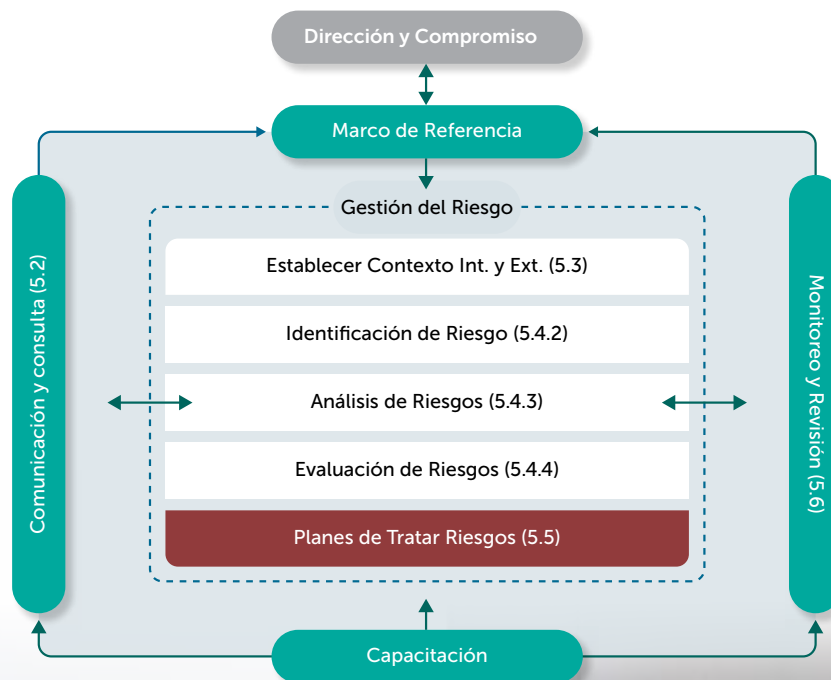 Dirección y Compromiso
Marco de Referencia
Gestión del Riesgo
Establecer Contexto Int. y Ext. (5.3)
Identificación de Riesgo (5.4.2)
Análisis de Riesgos (5.4.3)
Evaluación de Riesgos (5.4.4)
Planes de Tratar Riesgos (5.5)
Comunicación y consulta (5.2)
Monitoreo y Revisión (5.6)
Capacitación